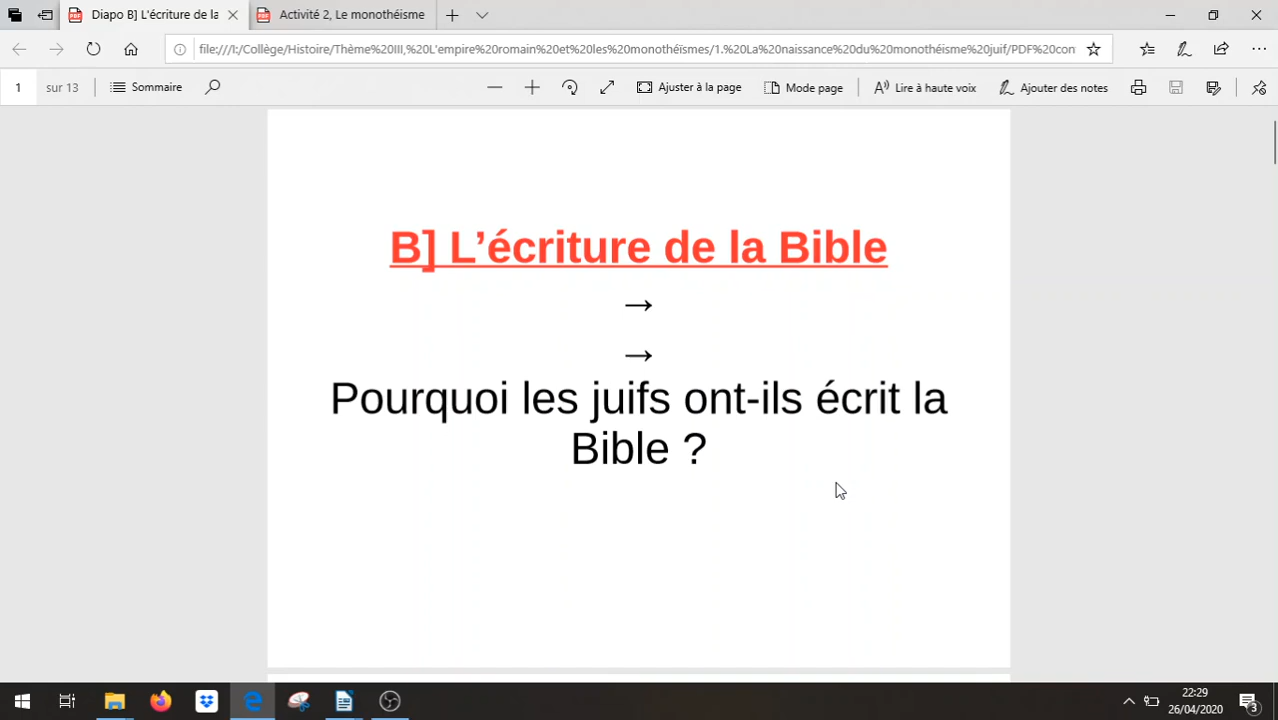 Diapo B] L'écriture de la
Activité 2, Le monothéisme
file:///I:/Collège/Histoire/Thème%20III,%20L'empire%20romain%20et%20les%20monothéïsmes/1.%20La%20naissance%20du%20monothéisme%20juif/PDF%20con
1 sur 13 Sommaire Ajuster à la page Mode page Lire à haute voix Ajouter des notes
B] L’écriture de la Bible
→
→
Pourquoi les juifs ont-ils écrit la
Bible ?
22:29
26/04/2020
3